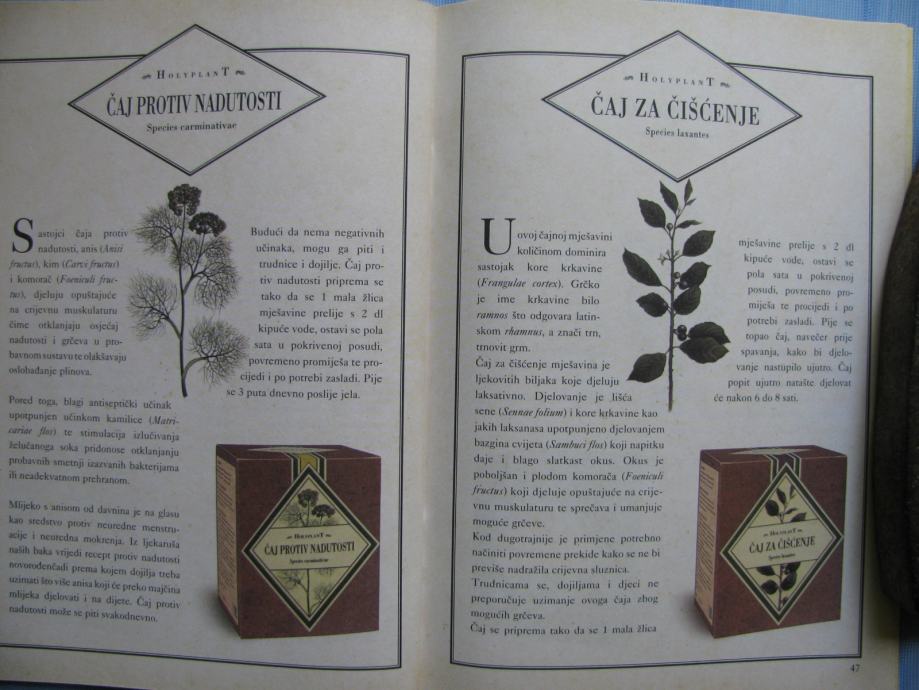 HOLYPLANT
ČAJ PROTIV NADUTOSTI
Species carminativae
Sastojci čaja protiv
nadutosti, anis (Anisi
fructus), kim (Carvi fructus)
i komorač (Foeniculi fruc-
tus), djeluju opuštajuće
na crijevnu muskulaturu
čime otklanjaju osjećaj
nadutosti i grčeva u pro-
bavnom sustavu te olakšavaju
oslobađanje plinova.
Pored toga, blagi antiseptički učinak
upotpunjen učinkom kamilice (Matri-
cariae flos) te stimulacija izlučivanja
želučanoga soka pridonose otklanjanju
probavnih smetnji izazvanih bakterijama
ili neadekvatnom prehranom.
Mlijeko s anisom od davnina je na glasu
kao sredstvo protiv neuredne menstru-
acije i neuredna mokrenja. Iz ljekaruša
naših baka vrijedi recept protiv nadutosti
novorođenčadi prema kojem dojilja treba
uzimati što više anisa koji će preko majčina
mlijeka djelovati i na dijete. Čaj protiv
nadutosti može se piti svakodnevno.
Budući da nema negativnih
učinaka, mogu ga piti i
trudnice i dojilje. Čaj pro-
tiv nadutosti priprema se
tako da se 1 mala žlica
mješavine prelije s 2 dl
kipuće vode, ostavi se pola
sata u pokrivenoj posudi,
povremeno promiješa te pro-
cijedi i po potrebi zasladi. Pije
se 3 puta dnevno poslije jela.
HOLYPLANT
ČAJ PROTIV NADUTOSTI
Species carminativae
HOLYPLANT
ČAJ ZA ČIŠĆENJE
Species laxantes
U ovoj čajnoj mješavini
količinom dominira
sastojak kore krkavine
(Frangulae cortex). Grčko
je ime krkavine bilo
ramnos što odgovara latin-
skom rhamnus, a znači trn,
trnovit grm.
Čaj za čišćenje mješavina je
ljekovitih biljaka koje djeluju
laksativno. Djelovanje je lišća
sene (Sennae folium) i kore krkavine kao
jakih laksanasa upotpunjeno djelovanjem
bazgina cvijeta (Sambuci flos) koji napitku
daje i blago slatkast okus. Okus je
poboljšan i plodom komorača (Foeniculi
fructus) koji djeluje opuštajuće na crije-
vnu muskulaturu te sprečava i umanjuje
moguće grčeve.
Kod dugotrajnije je primjene potrebno
načiniti povremene prekide kako se ne bi
previše nadražila crijevna sluznica.
Trudnicama se, dojiljama i djeci ne
preporučuje uzimanje ovoga čaja zbog
mogućih grčeva.
Čaj se priprema tako da se 1 mala žlica
mješavine prelije s 2 dl
kipuće vode, ostavi se
pola sata u pokrivenoj
posudi, povremeno pro-
miješa te procijedi i po
potrebi zasladi. Pije se
topao čaj, navečer prije
spavanja, kako bi djelo-
vanje nastupilo ujutro. Čaj
popit ujutro natašte, djelovat
će nakon 6 do 8 sati.
HOLYPLANT
ČAJ ZA ČIŠĆENJE
Species laxantes
47